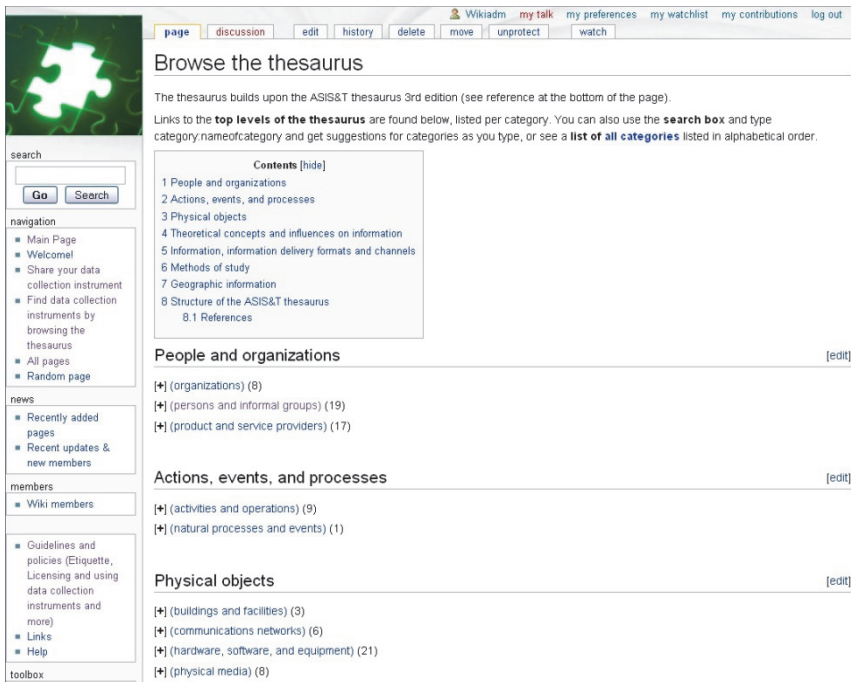 Wikiadm my talk my preferences my watchlist my contributions log out
page discussion edit history delete move unprotect watch
Browse the thesaurus
The thesaurus builds upon the ASIS&T thesaurus 3rd edition (see reference at the bottom of the page).
Links to the top levels of the thesaurus are found below, listed per category. You can also use the search box and type
category:nameofcategory and get suggestions for categories as you type, or see a list of all categories listed in alphabetical order.
Contents [hide]
1 People and organizations
2 Actions, events, and processes
3 Physical objects
4 Theoretical concepts and influences on information
5 Information, information delivery formats and channels
6 Methods of study
7 Geographic information
8 Structure of the ASIS&T thesaurus
8.1 References
search
Go Search
navigation
Main Page
Welcome!
Share your data
collection instrument
Find data collection
instruments by
browsing the
thesaurus
All pages
Random page
news
Recently added
pages
Recent updates &
new members
members
Wiki members
Guidelines and
policies (Etiquette,
Licensing and using
data collection
instruments and
more)
Links
Help
toolbox
People and organizations [edit]
[+] (organizations) (8)
[+] (persons and informal groups) (19)
[+] (product and service providers) (17)
Actions, events, and processes [edit]
[+] (activities and operations) (9)
[+] (natural processes and events) (1)
Physical objects [edit]
[+] (buildings and facilities) (3)
[+] (communications networks) (6)
[+] (hardware, software, and equipment) (21)
[+] (physical media) (8)